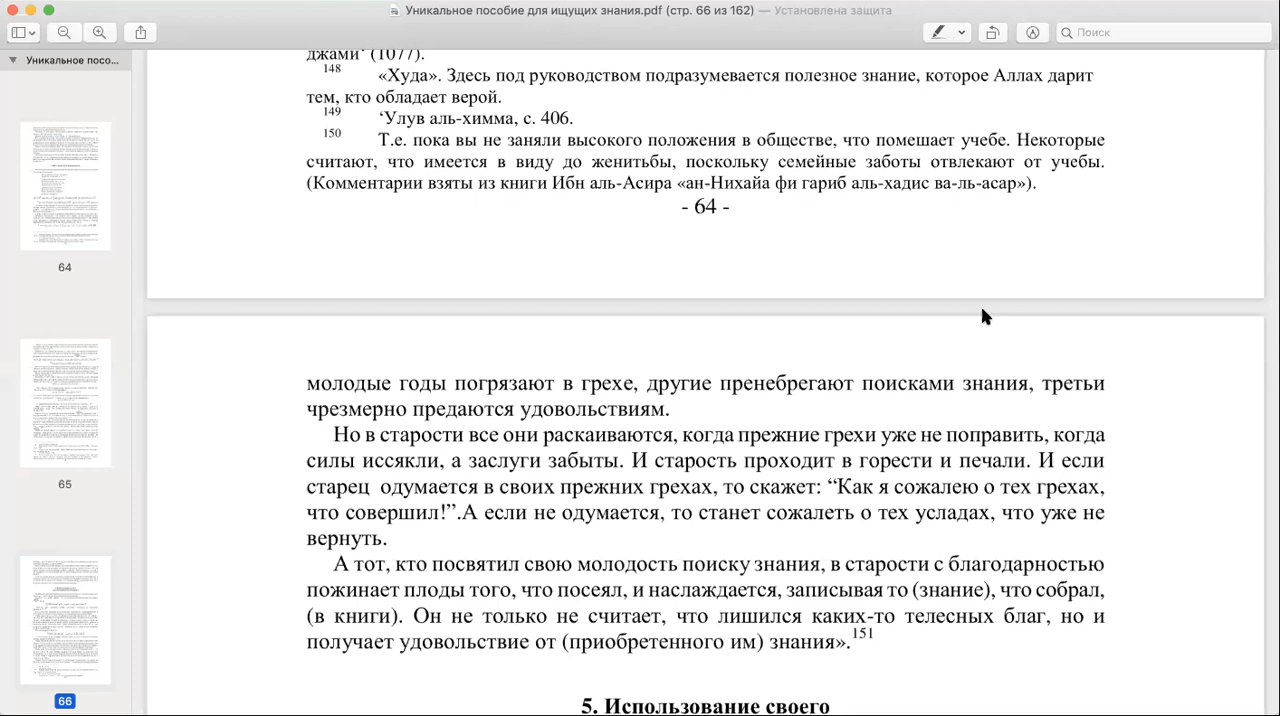 Уникальное пособие для ищущих знания.pdf (стр. 66 из 162) — Установлена защита
Поиск
Уникальное посо...
64
65
66
джами‘ (1077).
148 «Худа». Здесь под руководством подразумевается полезное знание, которое Аллах дарит
тем, кто обладает верой.
149 ‘Улув аль-химма, с. 406.
150 Т.е. пока вы не заняли высокого положения в обществе, что помешает учебе. Некоторые
считают, что имеется в виду до женитьбы, поскольку семейные заботы отвлекают от учебы.
(Комментарии взяты из книги Ибн аль-Асира «ан-Нихайа фи гариб аль-хадис ва-ль-асар»).
- 64 -
молодые годы погрязают в грехе, другие пренебрегают поисками знания, третьи
чрезмерно предаются удовольствиям.
Но в старости все они раскаиваются, когда прежние грехи уже не поправить, когда
силы иссякли, а заслуги забыты. И старость проходит в горести и печали. И если
старец одумается в своих прежних грехах, то скажет: “Как я сожалею о тех грехах,
что совершил!”.А если не одумается, то станет сожалеть о тех усладах, что уже не
вернуть.
А тот, кто посвятил свою молодость поиску знания, в старости с благодарностью
пожинает плоды того, что посеял, и наслаждается, записывая то (знание), что собрал,
(в книги). Он не только не считает, что лишился каких-то телесных благ, но и
получает удовольствие от (приобретенного им) знания».151
5. Использование своего